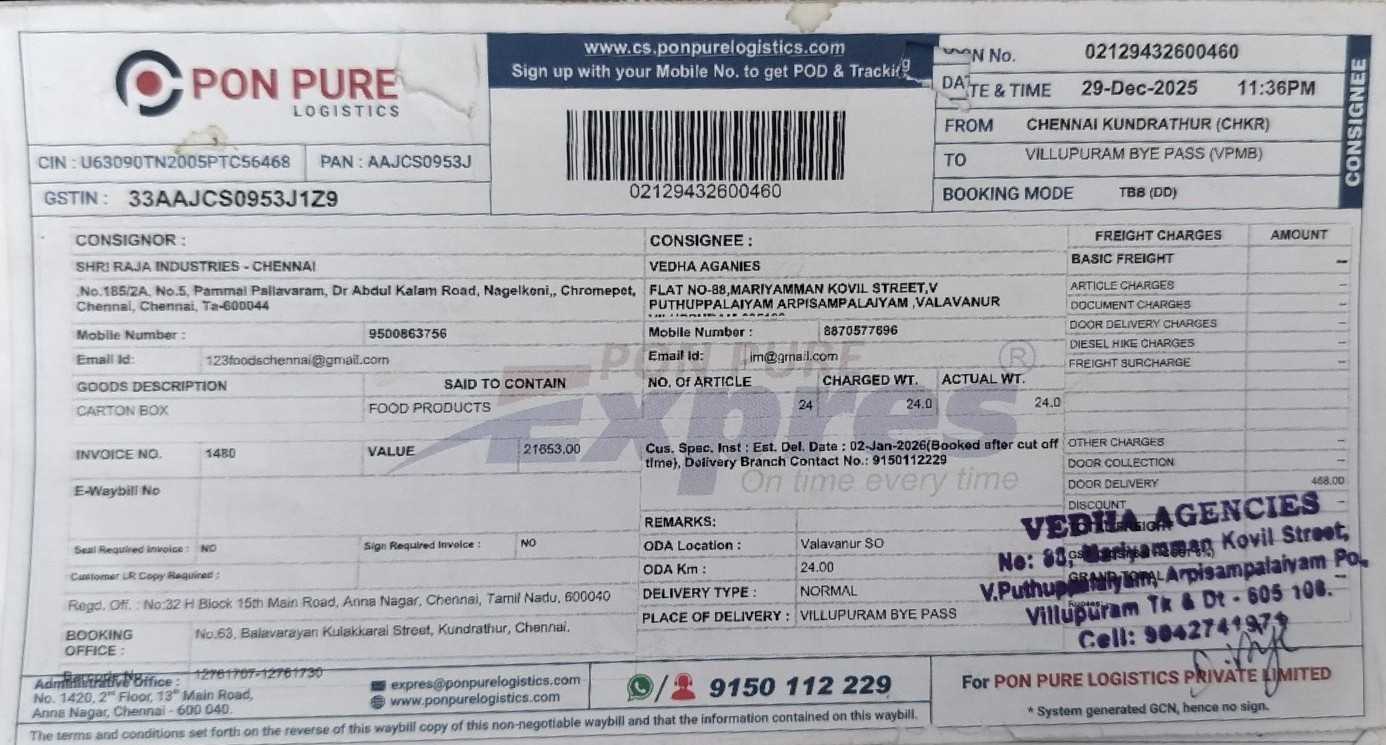 PON PURE
LOGISTICS
CIN : U63090TN2005PTC56468 PAN : AAJCS0953J
GSTIN : 33AAJCS0953J1Z9
www.cs.ponpurelogistics.com
Sign up with your Mobile No. to get POD &
02129432600460
No. 02129432600460
DATE & TIME 29-Dec-2025 11:36PM
FROM CHENNAI KUNDRATHUR (CHKR)
TO VILLUPURAM BYE PASS (VPMB)
BOOKING MODE TBB (DD)
CONSIGNEE
CONSIGNOR :
SHRI RAJA INDUSTRIES - CHENNAI
.No.185/2A, No.5, Pammal Pallavaram, Dr Abdul Kalam Road, Nagelkeni,, Chromepet,
Chennai, Chennai, Ta-600044
Mobile Number : 9500863756
Email Id: 123foodschennai@gmail.com
GOODS DESCRIPTION SAID TO CONTAIN
CARTON BOX FOOD PRODUCTS
INVOICE NO. 1480 VALUE 21653.00
E-Waybill No
Seal Required Invoice : NO Sign Required Invoice : NO
Customer LR Copy Required :
Regd. Off. : No:32 H Block 15th Main Road, Anna Nagar, Chennai, Tamil Nadu, 600040
BOOKING OFFICE : No.63, Balavarayan Kulakkarai Street, Kundrathur, Chennai.
12761707-12761730
CONSIGNEE :
VEDHA AGANIES
FLAT NO-88,MARIYAMMAN KOVIL STREET,V
PUTHUPPALAIYAM ARPISAMPALAIYAM ,VALAVANUR
Mobile Number : 8870577696
Email Id: im@gmail.com
NO. Of ARTICLE CHARGED WT. ACTUAL WT.
24 24.0 24.0
PON PURE ®
Expres
On time every time
Cus. Spec. Inst : Est. Del. Date : 02-Jan-2026(Booked after cut off
time), Delivery Branch Contact No.: 9150112229
REMARKS:
ODA Location : Valavanur SO
ODA Km : 24.00
DELIVERY TYPE : NORMAL
PLACE OF DELIVERY : VILLUPURAM BYE PASS
FREIGHT CHARGES AMOUNT
BASIC FREIGHT –
ARTICLE CHARGES –
DOCUMENT CHARGES –
DOOR DELIVERY CHARGES –
DIESEL HIKE CHARGES –
FREIGHT SURCHARGE –
OTHER CHARGES –
DOOR COLLECTION –
DOOR DELIVERY 468.00
DISCOUNT –
GRAND TOTAL
VEDHA AGENCIES
No: 88, Mariyamman Kovil Street,
V.Puthuppalaiyam, Arpisampalaiyam Po,
Villupuram Tk & Dt - 605 108.
Cell:
Administrative Office :
No. 1420, 2nd Floor, 13th Main Road,
Anna Nagar, Chennai - 600 040.
expres@ponpurelogistics.com
www.ponpurelogistics.com
9150 112 229
For PON PURE LOGISTICS PRIVATE LIMITED
* System generated GCN, hence no sign.
The terms and conditions set forth on the reverse of this waybill copy of this non-negotiable waybill and that the information contained on this waybill.